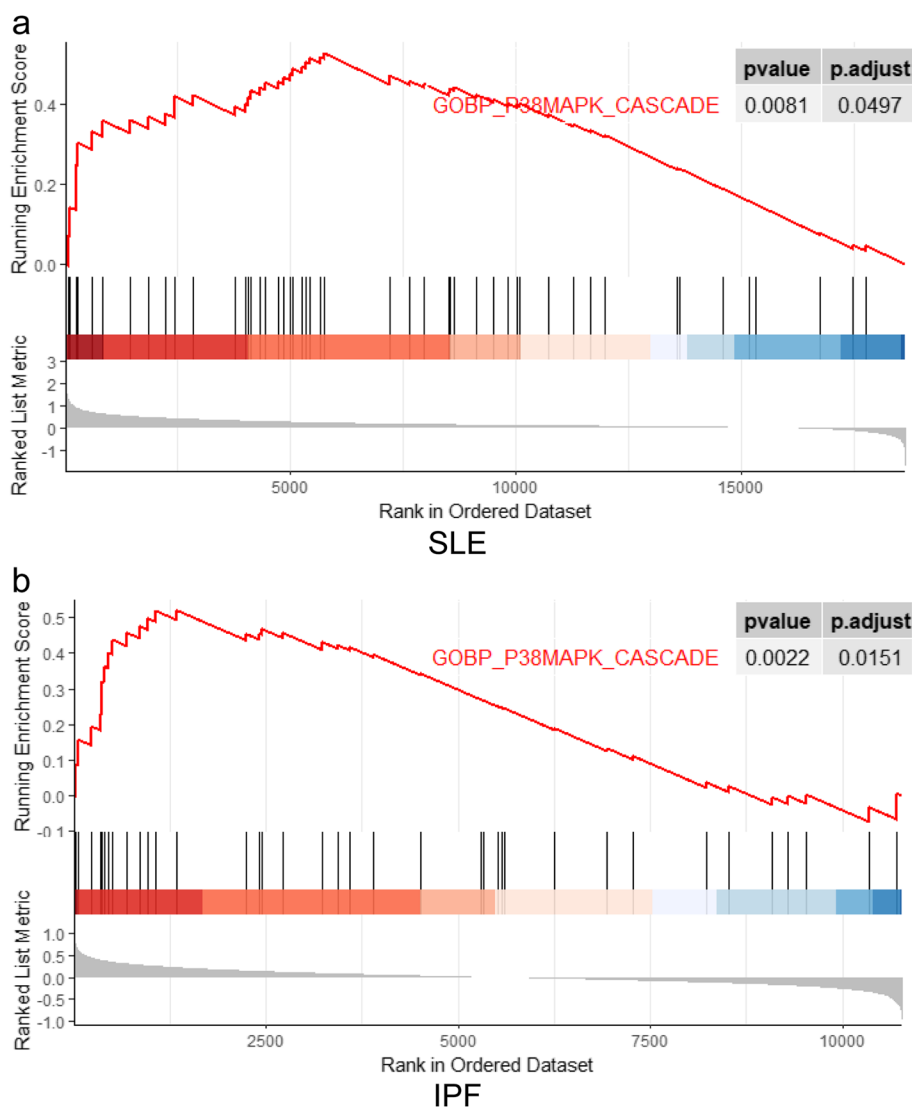 a
pvalue p.adjust
0.0081 0.0497
GOBP_P38MAPK_CASCADE
Running Enrichment Score
0.4
0.2
0.0
Ranked List Metric
3
2
1
0
-1
5000 10000 15000
Rank in Ordered Dataset
SLE
b
pvalue p.adjust
0.0022 0.0151
GOBP_P38MAPK_CASCADE
Running Enrichment Score
0.5
0.4
0.3
0.2
0.1
0.0
-0.1
Ranked List Metric
1.0
0.5
0.0
-0.5
-1.0
2500 5000 7500 10000
Rank in Ordered Dataset
IPF